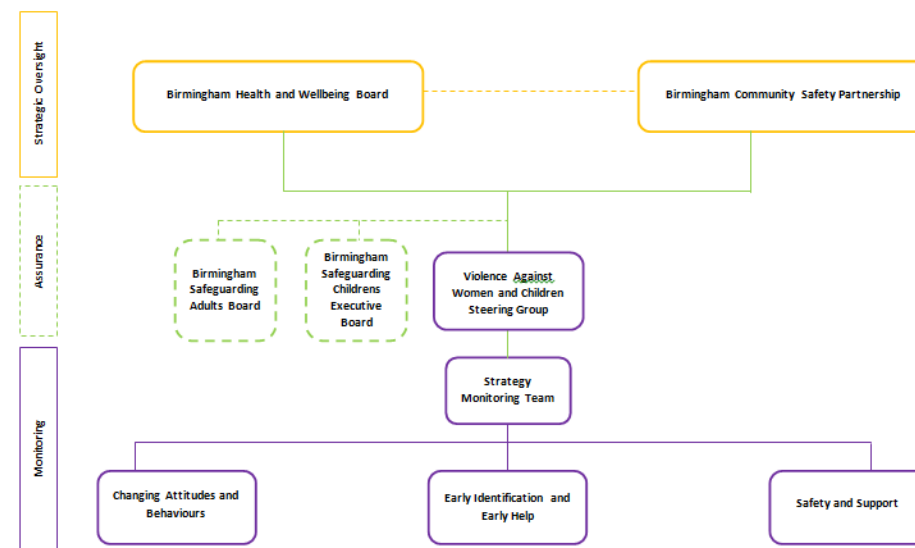 Strategic Oversight
Birmingham Health and Wellbeing Board
Birmingham Community Safety Partnership
Assurance
Birmingham
Safeguarding
Adults Board
Birmingham
Safeguarding
Childrens
Executive
Board
Violence Against
Women and Children
Steering Group
Monitoring
Strategy
Monitoring Team
Changing Attitudes and
Behaviours
Early Identification and
Early Help
Safety and Support